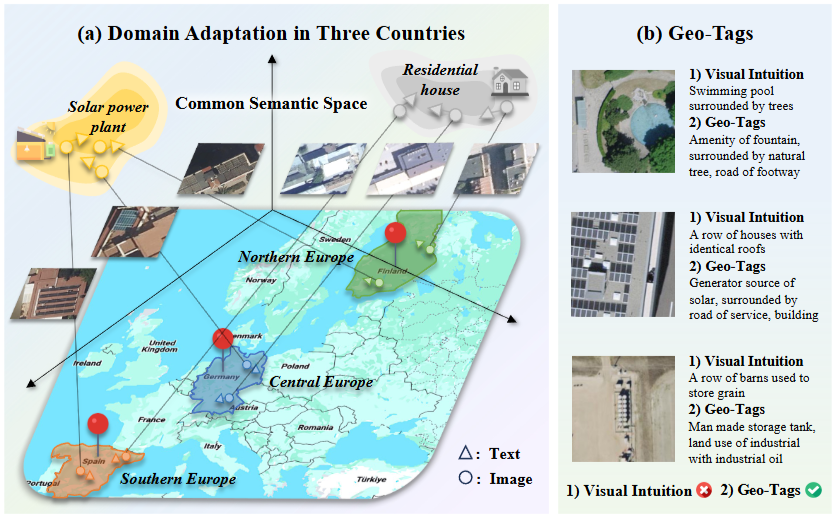 (a) Domain Adaptation in Three Countries
Solar power
plant
Common Semantic Space
Residential
house
Sweden
Northern Europe
Finland
Norway
United
Kingdom
Ireland
enmark
Germany
Poland
Central Europe
Austria
France
Romania
Italy
Spain
Portugal
Southern Europe
Türkiye
: Text
: Image
(b) Geo-Tags
1) Visual Intuition
Swimming pool
surrounded by trees
2) Geo-Tags
Amenity of fountain,
surrounded by natural
tree, road of footway
1) Visual Intuition
A row of houses with
identical roofs
2) Geo-Tags
Generator source of
solar, surrounded by
road of service, building
1) Visual Intuition
A row of barns used to
store grain
2) Geo-Tags
Man made storage tank,
land use of industrial
with industrial oil
1) Visual Intuition
2) Geo-Tags